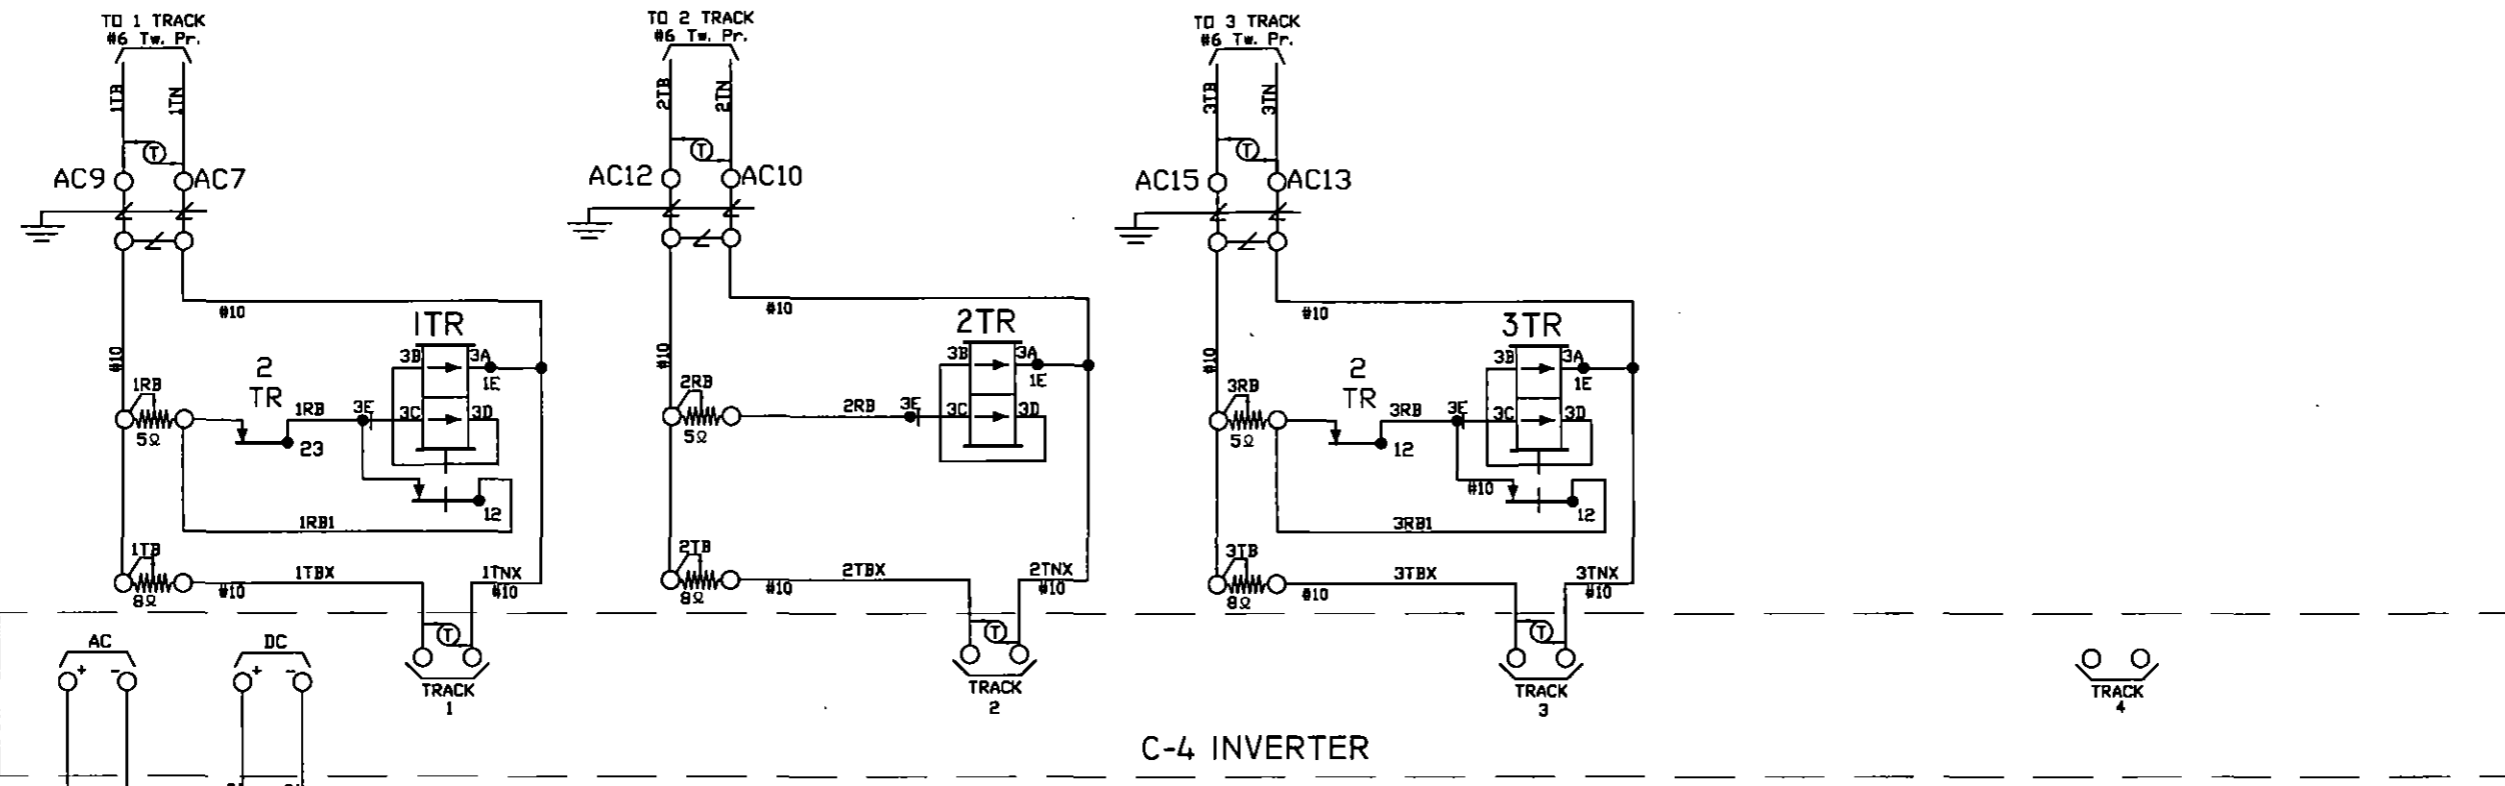 TO 1 TRACK
#6 Tw. Pr.
1TB
1TN
T
AC9
AC7
#10
#10
1TR
3B
3A
1E
2
TR
1RB
5Ω
23
1RB
3E
3C
3D
12
1RB1
1TB
8Ω
#10
1TBX
1TNX
#10
T
TRACK
1
TO 2 TRACK
#6 Tw. Pr.
2TB
2TN
T
AC12
AC10
#10
#10
2TR
3B
3A
1E
2RB
5Ω
2RB
3E
3C
3D
2TB
8Ω
#10
2TBX
2TNX
#10
T
TRACK
2
TO 3 TRACK
#6 Tw. Pr.
3TB
3TN
T
AC15
AC13
#10
#10
3TR
3B
3A
1E
2
TR
3RB
5Ω
12
3RB
3E
3C
3D
#10
12
3RB1
3TB
8Ω
#10
3TBX
3TNX
#10
T
TRACK
3
AC
+ -
DC
+ -
TRACK
4
C-4 INVERTER